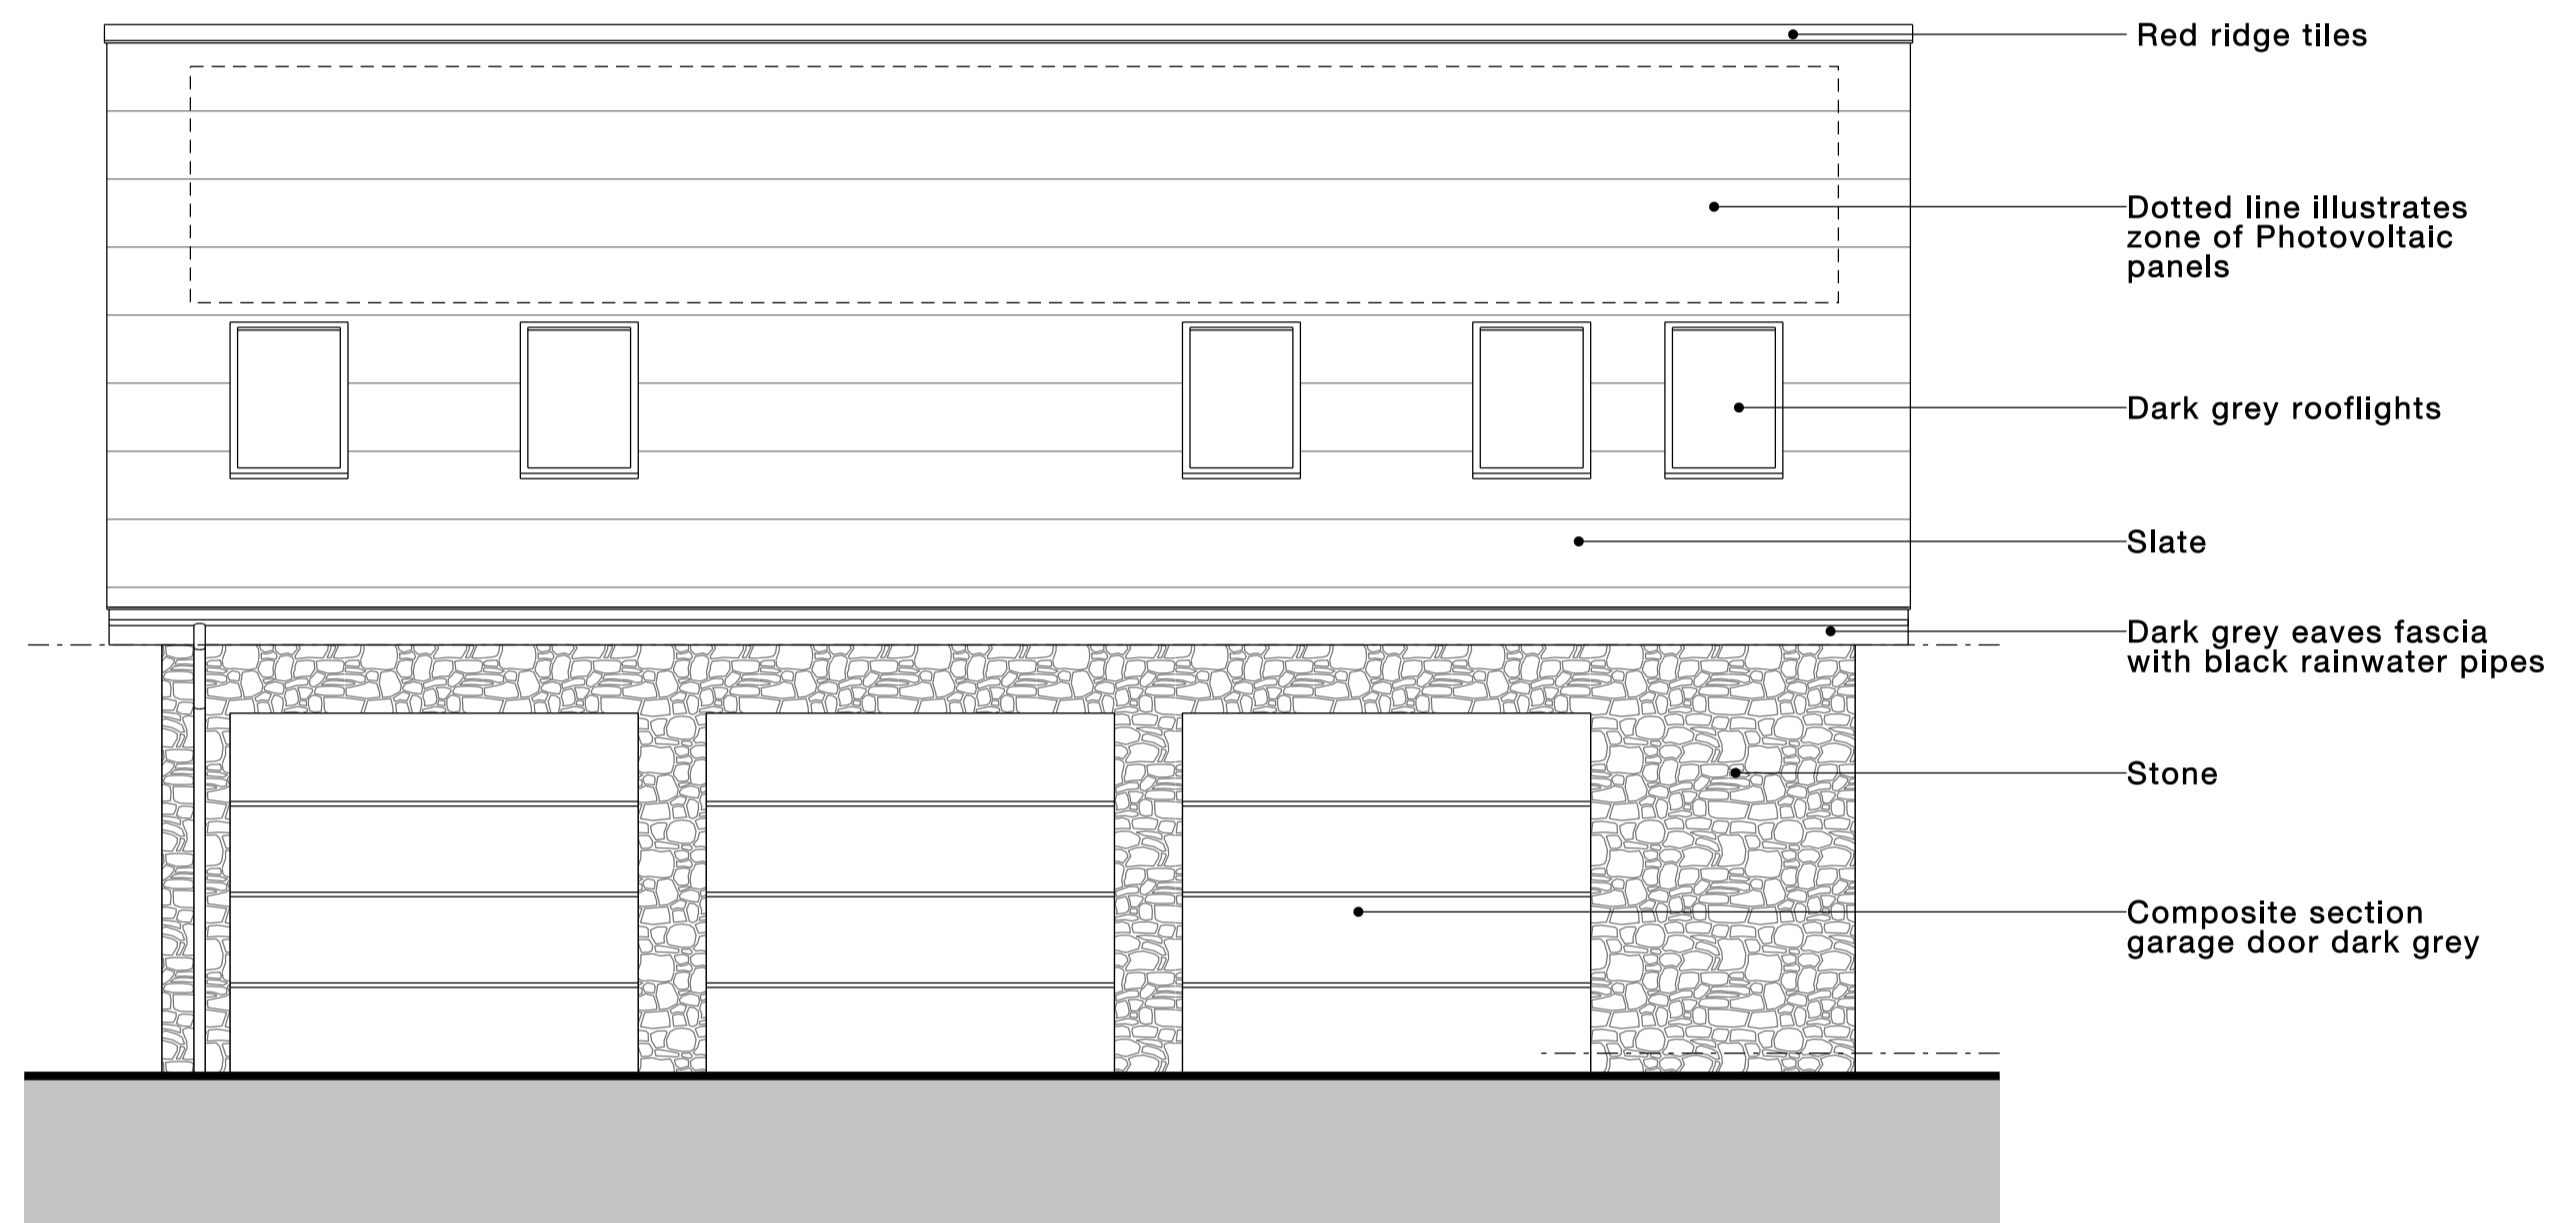 Red ridge tiles
Dotted line illustrates
zone of Photovoltaic
panels
Dark grey rooflights
Slate
Dark grey eaves fascia
with black rainwater pipes
Stone
Composite section
garage door dark grey